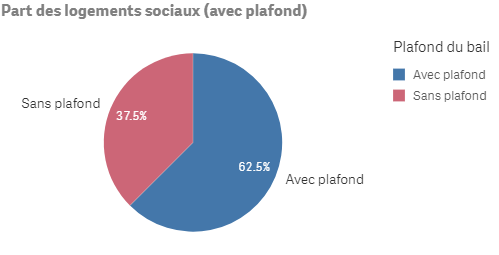 Part des logements sociaux (avec plafond)
Plafond du bail
Avec plafond
Sans plafond
Sans plafond
37.5%
62.5%
Avec plafond